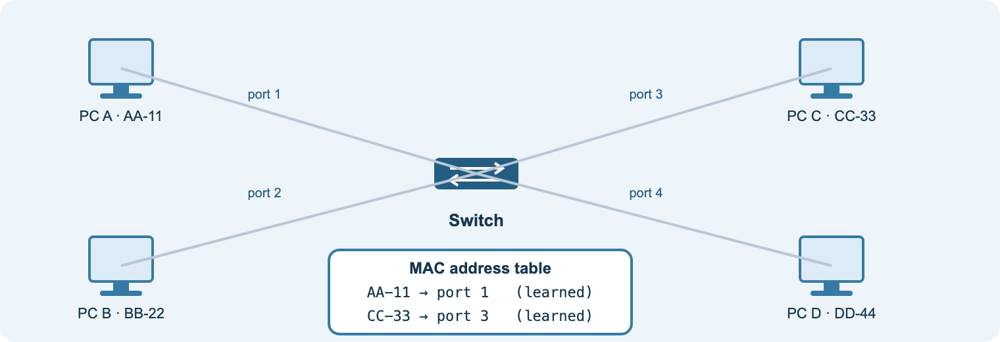 port 1
port 3
PC A · AA-11
PC C · CC-33
port 2
port 4
Switch
MAC address table
AA–11 → port 1 (learned)
CC–33 → port 3 (learned)
PC B · BB-22
PC D · DD-44